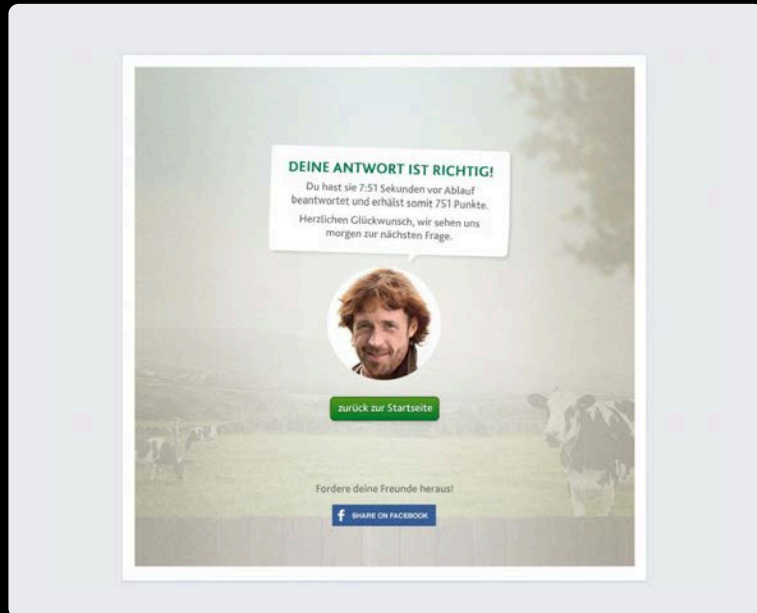 DEINE ANTWORT IST RICHTIG!
Du hast sie 7:51 Sekunden vor Ablauf
beantwortet und erhälst somit 751 Punkte.
Herzlichen Glückwunsch, wir sehen uns
morgen zur nächsten Frage.
zurück zur Startseite
Fordere deine Freunde heraus!
f SHARE ON FACEBOOK